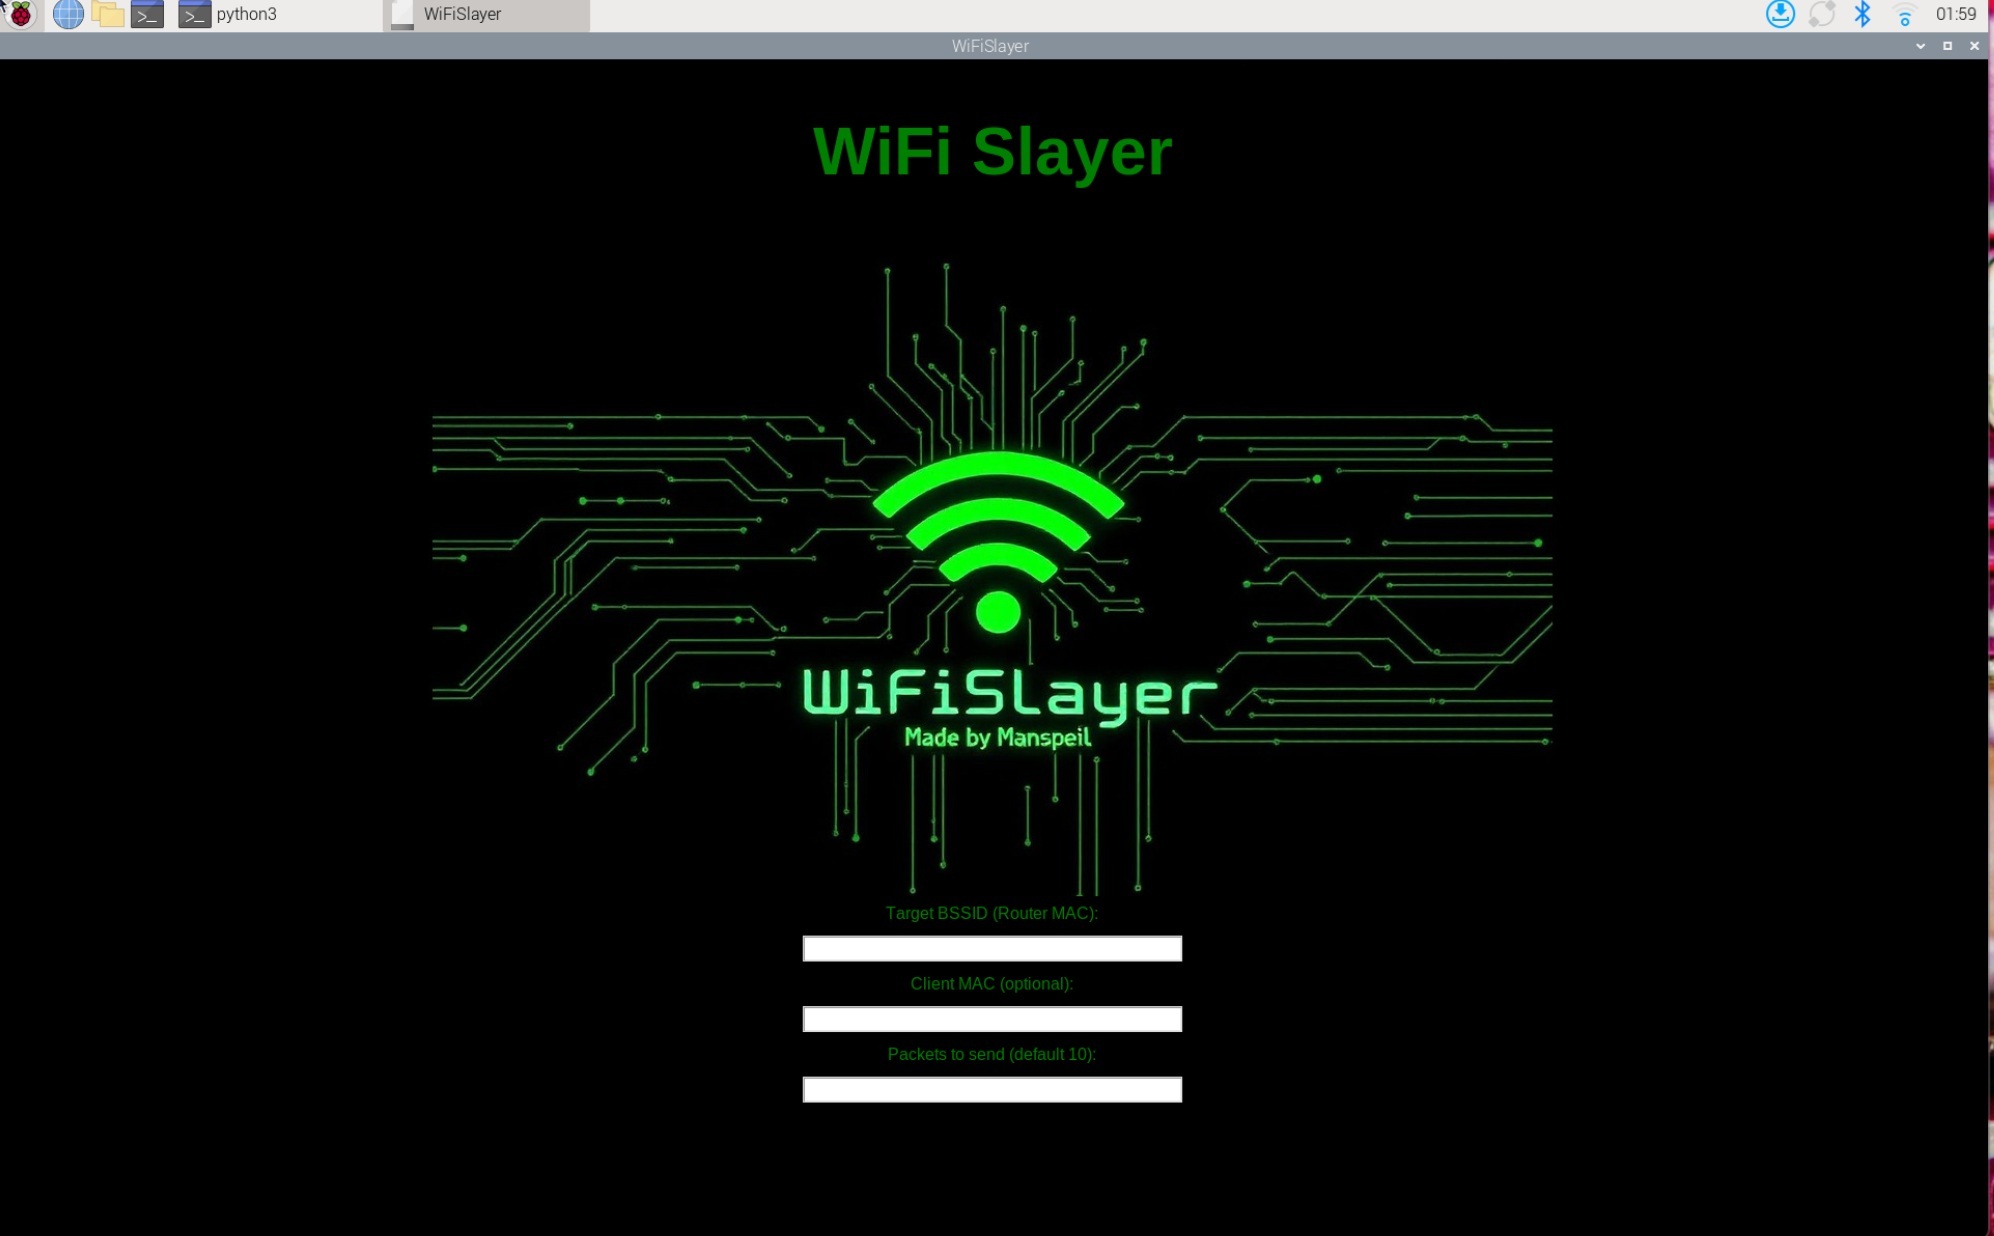 python3
WiFiSlayer
01:59
WiFiSlayer
WiFi Slayer
WiFiSlayer
Made by Manspeil
Target BSSID (Router MAC):
Client MAC (optional):
Packets to send (default 10):